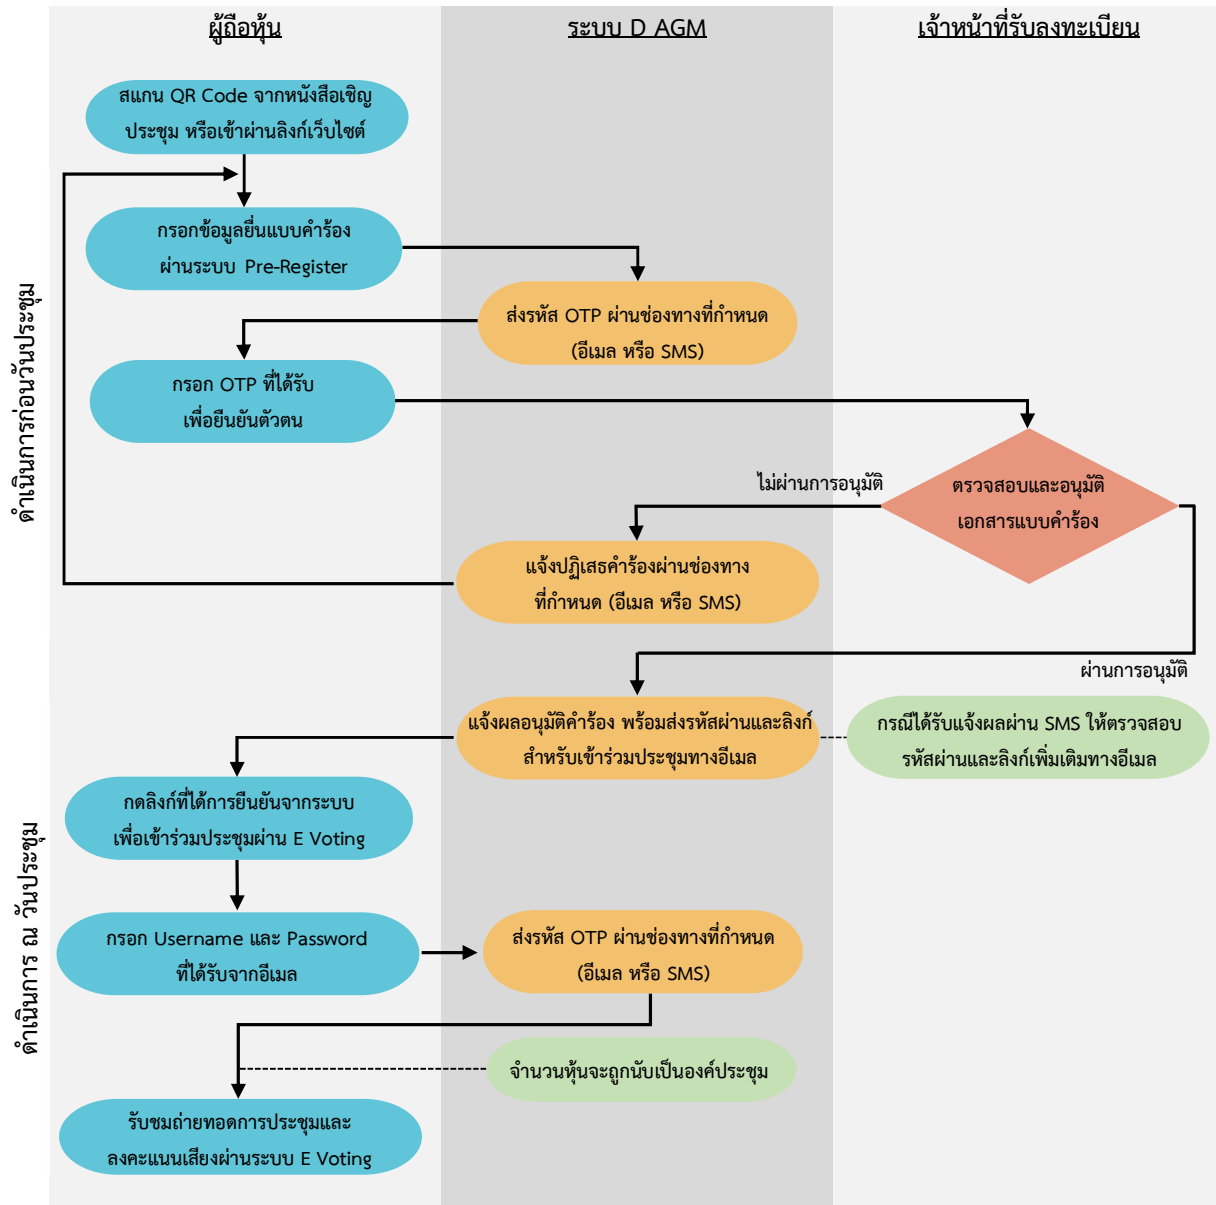 ผู้ถือหุ้น
ระบบ D AGM
เจ้าหน้าที่รับลงทะเบียน
ดำเนินการก่อนวันประชุม
สแกน QR Code จากหนังสือเชิญ
ประชุม หรือเข้าผ่านลิงก์เว็บไซต์
กรอกข้อมูลยื่นแบบคำร้อง
ผ่านระบบ Pre-Register
ส่งรหัส OTP ผ่านช่องทางที่กำหนด
(อีเมล หรือ SMS)
กรอก OTP ที่ได้รับ
เพื่อยืนยันตัวตน
ตรวจสอบและอนุมัติ
เอกสารแบบคำร้อง
ไม่ผ่านการอนุมัติ
แจ้งปฏิเสธคำร้องผ่านช่องทาง
ที่กำหนด (อีเมล หรือ SMS)
ผ่านการอนุมัติ
แจ้งผลอนุมัติคำร้อง พร้อมส่งรหัสผ่านและลิงก์
สำหรับเข้าร่วมประชุมทางอีเมล
กรณีได้รับแจ้งผลผ่าน SMS ให้ตรวจสอบ
รหัสผ่านและลิงก์เพิ่มเติมทางอีเมล
ดำเนินการ ณ วันประชุม
กดลิงก์ที่ได้การยืนยันจากระบบ
เพื่อเข้าร่วมประชุมผ่าน E Voting
กรอก Username และ Password
ที่ได้รับจากอีเมล
ส่งรหัส OTP ผ่านช่องทางที่กำหนด
(อีเมล หรือ SMS)
จำนวนหุ้นจะถูกนับเป็นองค์ประชุม
รับชมถ่ายทอดการประชุมและ
ลงคะแนนเสียงผ่านระบบ E Voting